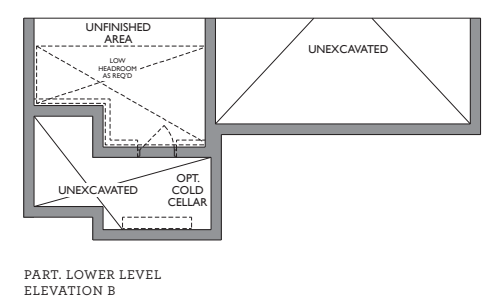 UNFINISHED
AREA
LOW
HEADROOM
AS REQ'D
UNEXCAVATED
UNEXCAVATED
OPT.
COLD
CELLAR
PART. LOWER LEVEL
ELEVATION B